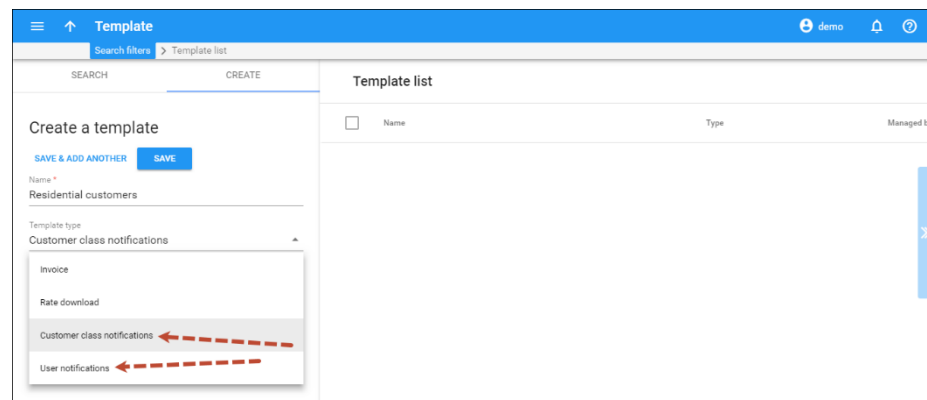 Template
demo
Search filters > Template list
SEARCH CREATE
Template list
Name Type Managed
Create a template
SAVE & ADD ANOTHER SAVE
Name *
Residential customers
Template type
Customer class notifications
Invoice
Rate download
Customer class notifications
User notifications